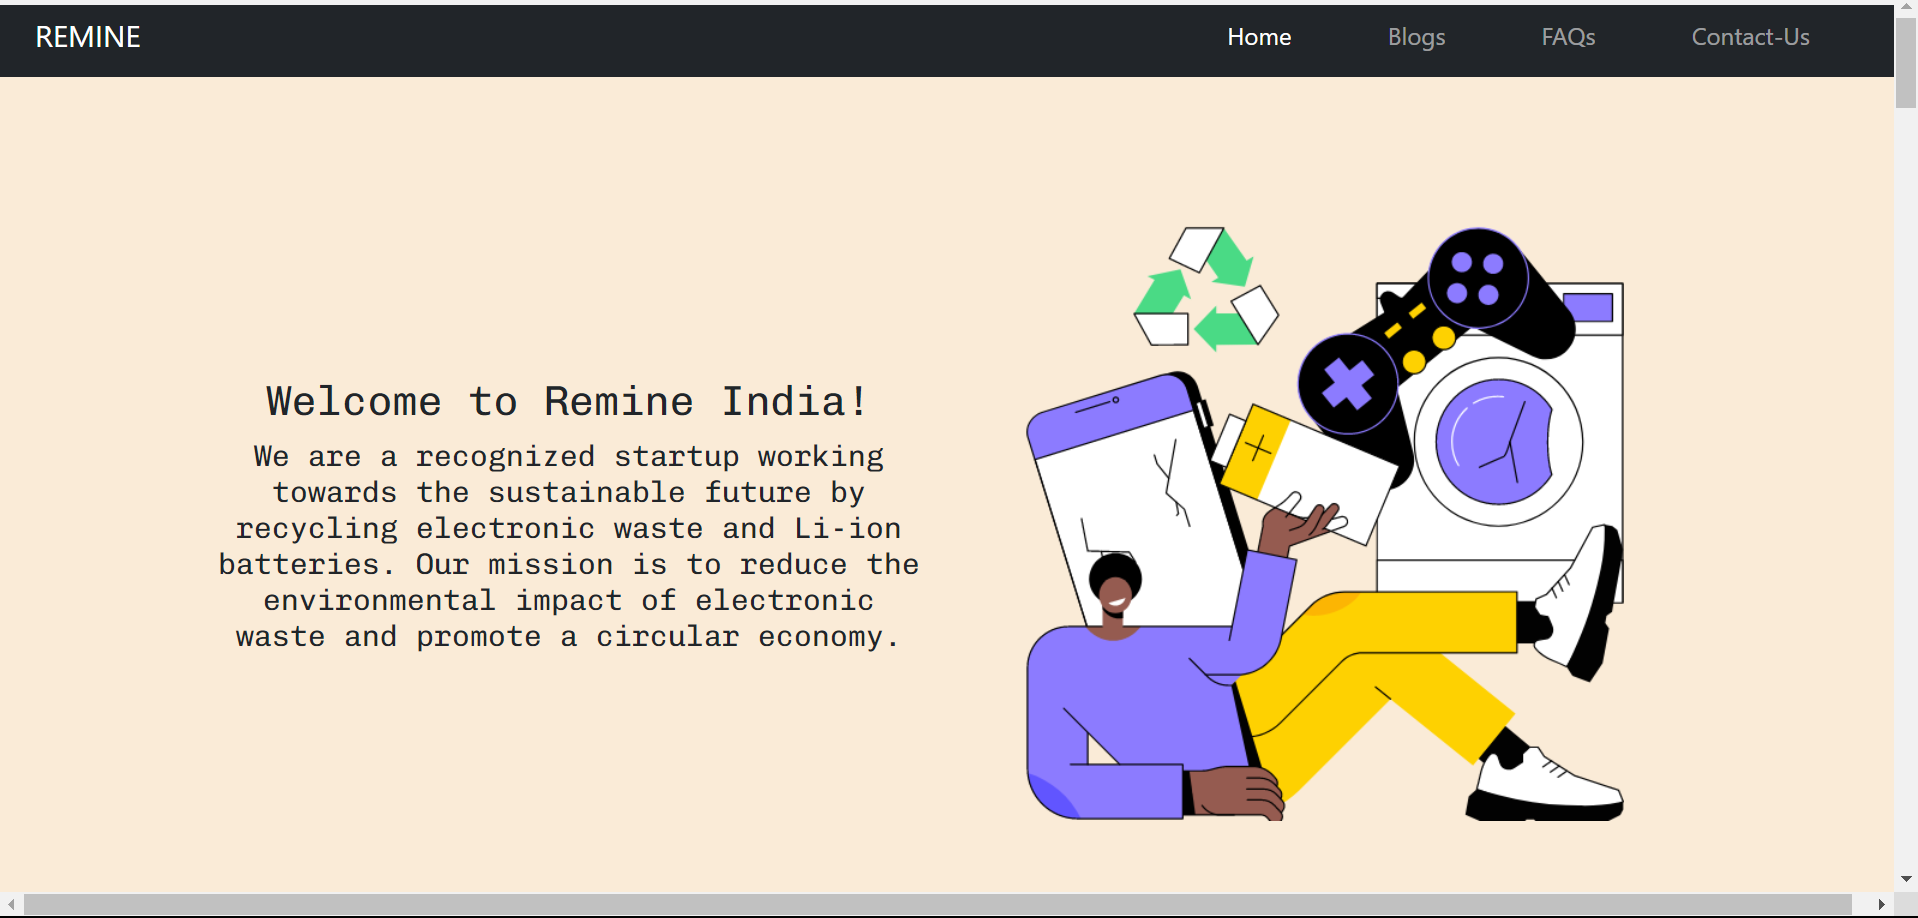 REMINE
Home
Blogs
FAQs
Contact-Us
Welcome to Remine India!
We are a recognized startup working
towards the sustainable future by
recycling electronic waste and Li-ion
batteries. Our mission is to reduce the
environmental impact of electronic
waste and promote a circular economy.